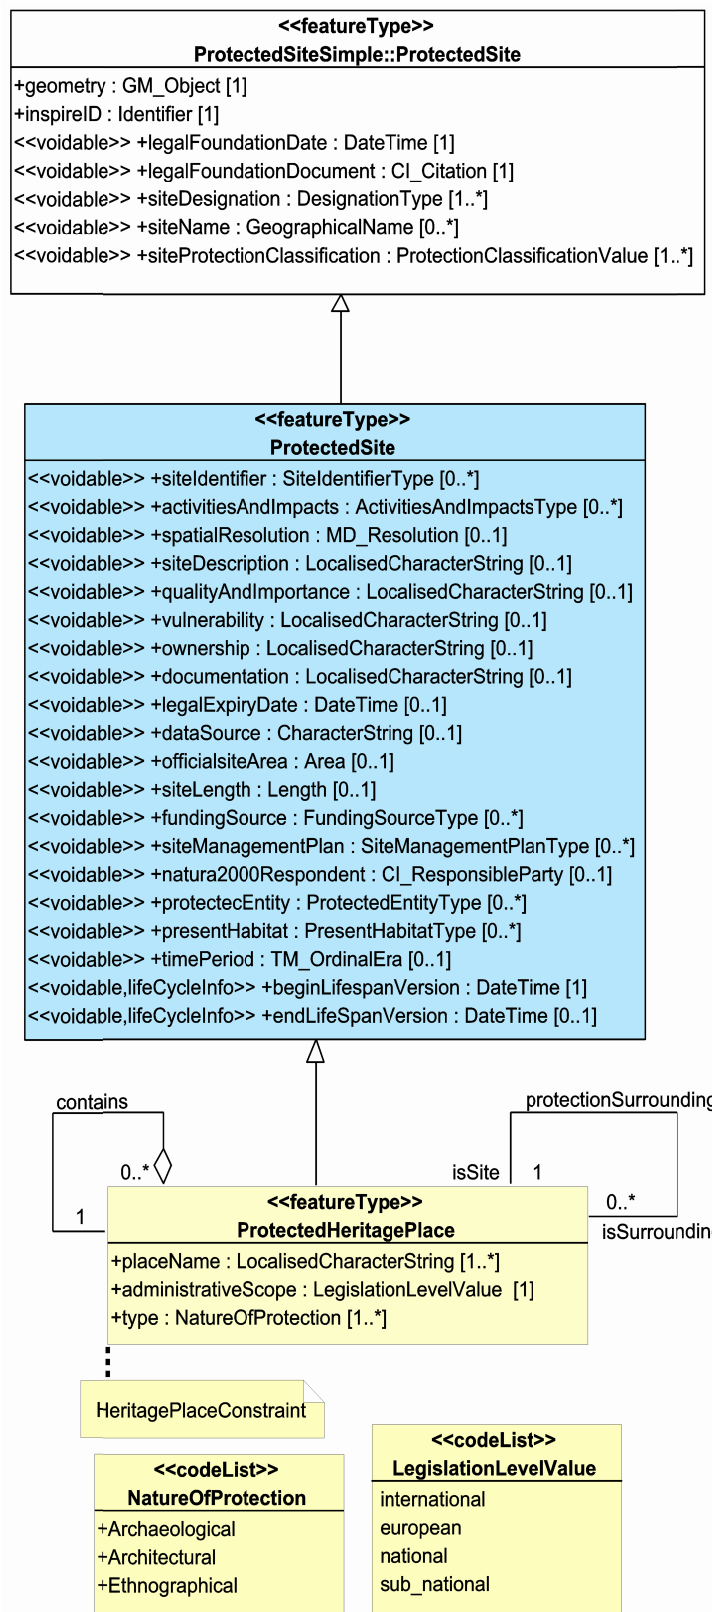 <<featureType>>
ProtectedSiteSimple::ProtectedSite
+geometry : GM_Object [1]
+inspireID : Identifier [1]
<<voidable>> +legalFoundationDate : DateTime [1]
<<voidable>> +legalFoundationDocument : CI_Citation [1]
<<voidable>> +siteDesignation : DesignationType [1..*]
<<voidable>> +siteName : GeographicalName [0..*]
<<voidable>> +siteProtectionClassification : ProtectionClassificationValue [1..*]
<<featureType>>
ProtectedSite
<<voidable>> +siteIdentifier : SiteIdentifierType [0..*]
<<voidable>> +activitiesAndImpacts : ActivitiesAndImpactsType [0..*]
<<voidable>> +spatialResolution : MD_Resolution [0..1]
<<voidable>> +siteDescription : LocalisedCharacterString [0..1]
<<voidable>> +qualityAndImportance : LocalisedCharacterString [0..1]
<<voidable>> +vulnerability : LocalisedCharacterString [0..1]
<<voidable>> +ownership : LocalisedCharacterString [0..1]
<<voidable>> +documentation : LocalisedCharacterString [0..1]
<<voidable>> +legalExpiryDate : DateTime [0..1]
<<voidable>> +dataSource : CharacterString [0..1]
<<voidable>> +officialsiteArea : Area [0..1]
<<voidable>> +siteLength : Length [0..1]
<<voidable>> +fundingSource : FundingSourceType [0..*]
<<voidable>> +siteManagementPlan : SiteManagementPlanType [0..*]
<<voidable>> +natura2000Respondent : CI_ResponsibleParty [0..1]
<<voidable>> +protectecEntity : ProtectedEntityType [0..*]
<<voidable>> +presentHabitat : PresentHabitatType [0..*]
<<voidable>> +timePeriod : TM_OrdinalEra [0..1]
<<voidable,lifeCycleInfo>> +beginLifespanVersion : DateTime [1]
<<voidable,lifeCycleInfo>> +endLifeSpanVersion : DateTime [0..1]
contains
protectionSurrounding
0..*
isSite 1
1
0..*
isSurrounding
<<featureType>>
ProtectedHeritagePlace
+placeName : LocalisedCharacterString [1..*]
+administrativeScope : LegislationLevelValue [1]
+type : NatureOfProtection [1..*]
HeritagePlaceConstraint
<<codeList>>
NatureOfProtection
+Archaeological
+Architectural
+Ethnographical
<<codeList>>
LegislationLevelValue
international
european
national
sub_national